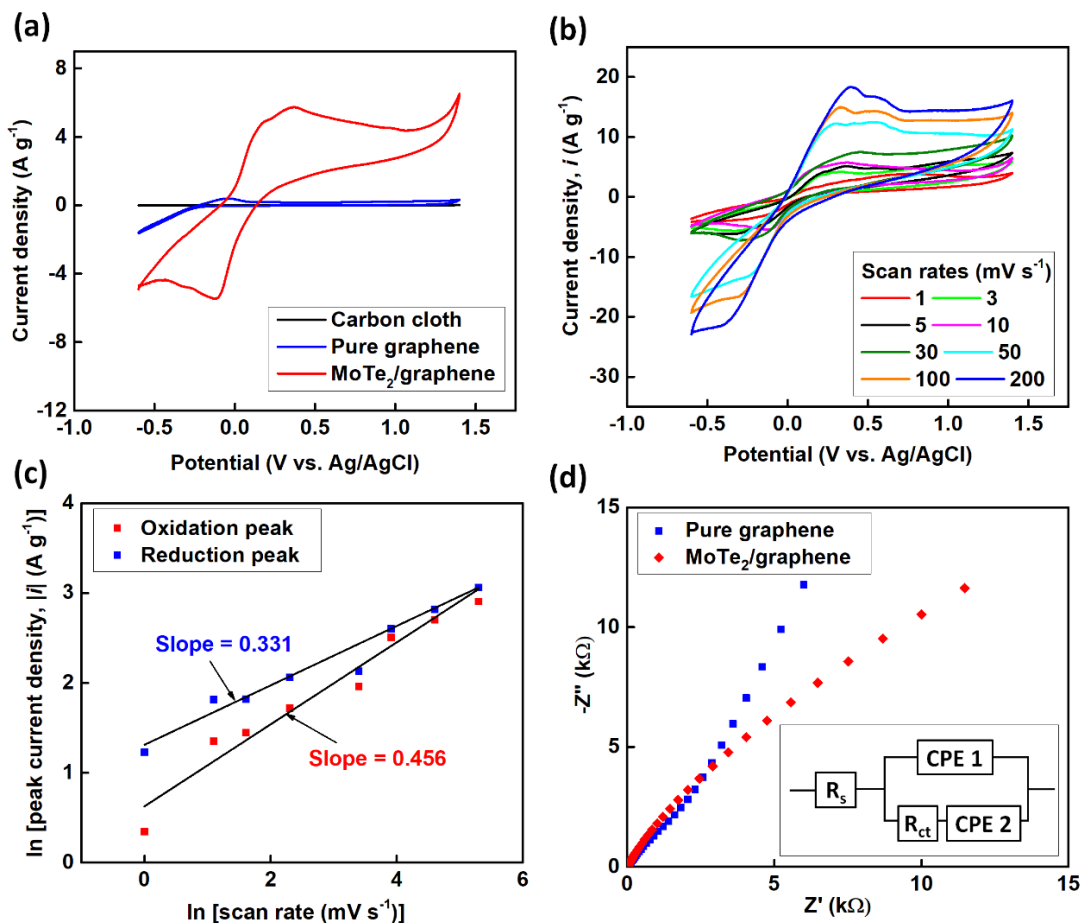 (a)
8
4
0
-4
-8
-12
Current density (A g⁻¹)
Carbon cloth
Pure graphene
MoTe₂/graphene
-1.0 -0.5 0.0 0.5 1.0 1.5
Potential (V vs. Ag/AgCl)
(b)
30
20
10
0
-10
-20
-30
Current density, i (A g⁻¹)
Scan rates (mV s⁻¹)
1 3
5 10
30 50
100 200
-1.0 -0.5 0.0 0.5 1.0 1.5
Potential (V vs. Ag/AgCl)
(c)
4
3
2
1
0
ln [peak current density, |i| (A g⁻¹)]
Oxidation peak
Reduction peak
Slope = 0.331
Slope = 0.456
0 2 4 6
ln [scan rate (mV s⁻¹)]
(d)
15
10
5
0
-Z'' (kΩ)
Pure graphene
MoTe₂/graphene
CPE 1
Rₛ
R꜀ₜ CPE 2
0 5 10 15
Z' (kΩ)